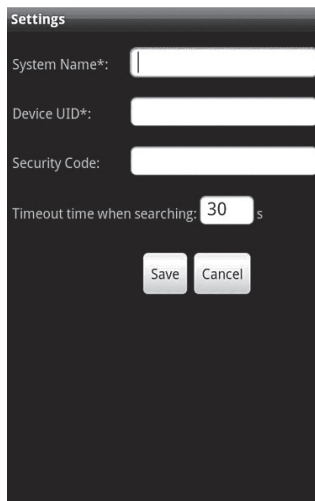 Settings
System Name*:
Device UID*:
Security Code:
Timeout time when searching: 30 s
Save Cancel